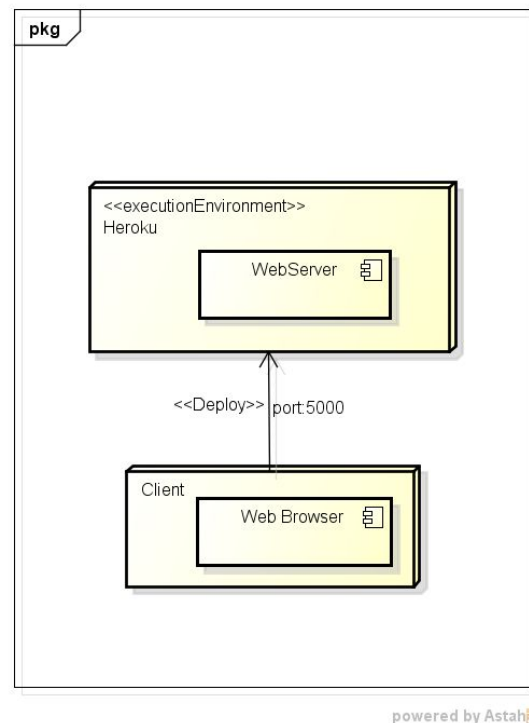 pkg
<<executionEnvironment>>
Heroku
WebServer
<<Deploy>> port:5000
Client
Web Browser
powered by Astah